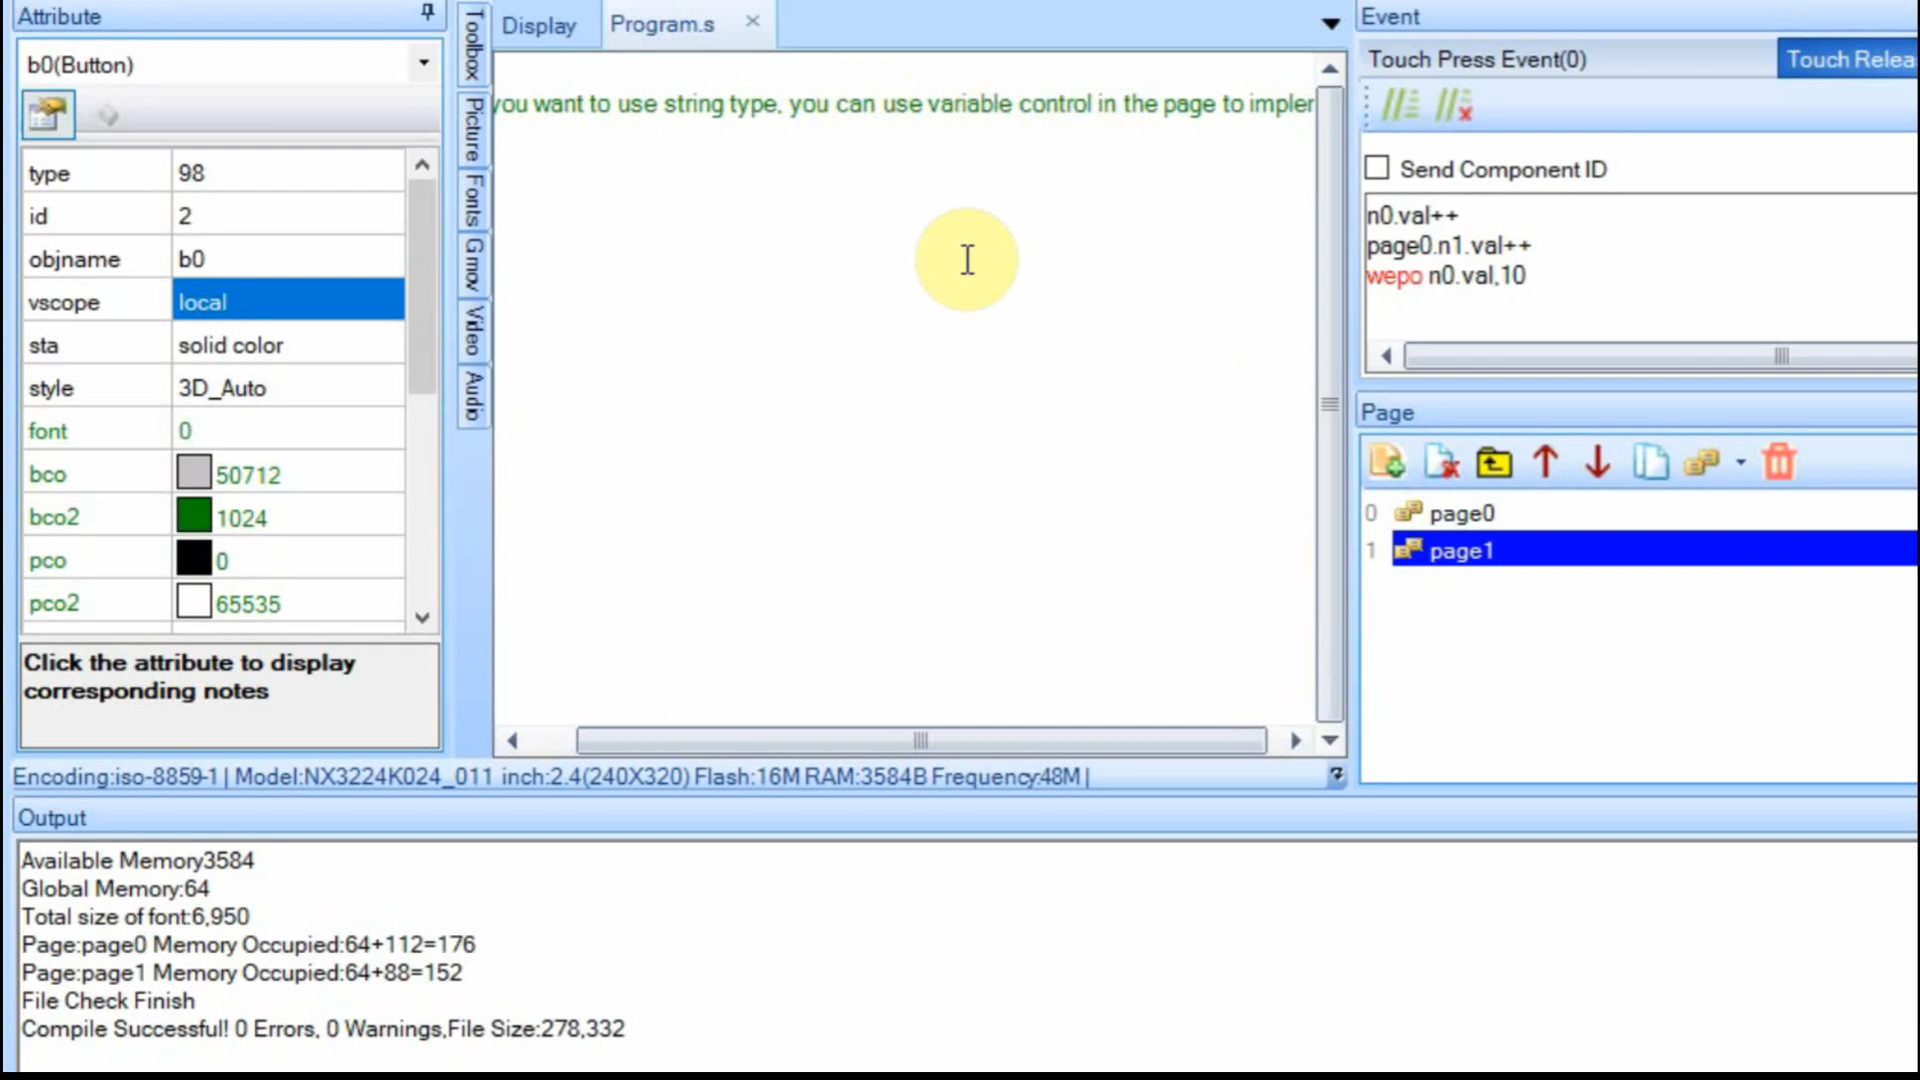 Attribute
b0(Button)
type 98
id 2
objname b0
vscope local
sta solid color
style 3D_Auto
font 0
bco 50712
bco2 1024
pco 0
pco2 65535
Click the attribute to display
corresponding notes
Toolbox
Picture
Fonts
Gmov
Video
Audio
Display
Program.s
you want to use string type, you can use variable control in the page to impler
Event
Touch Press Event(0)
Touch Relea
Send Component ID
n0.val++
page0.n1.val++
wepo n0.val,10
Page
0 page0
1 page1
Encoding:iso-8859-1 | Model:NX3224K024_011 inch:2.4(240X320) Flash:16M RAM:3584B Frequency:48M |
Output
Available Memory3584
Global Memory:64
Total size of font:6,950
Page:page0 Memory Occupied:64+112=176
Page:page1 Memory Occupied:64+88=152
File Check Finish
Compile Successful! 0 Errors, 0 Warnings,File Size:278,332